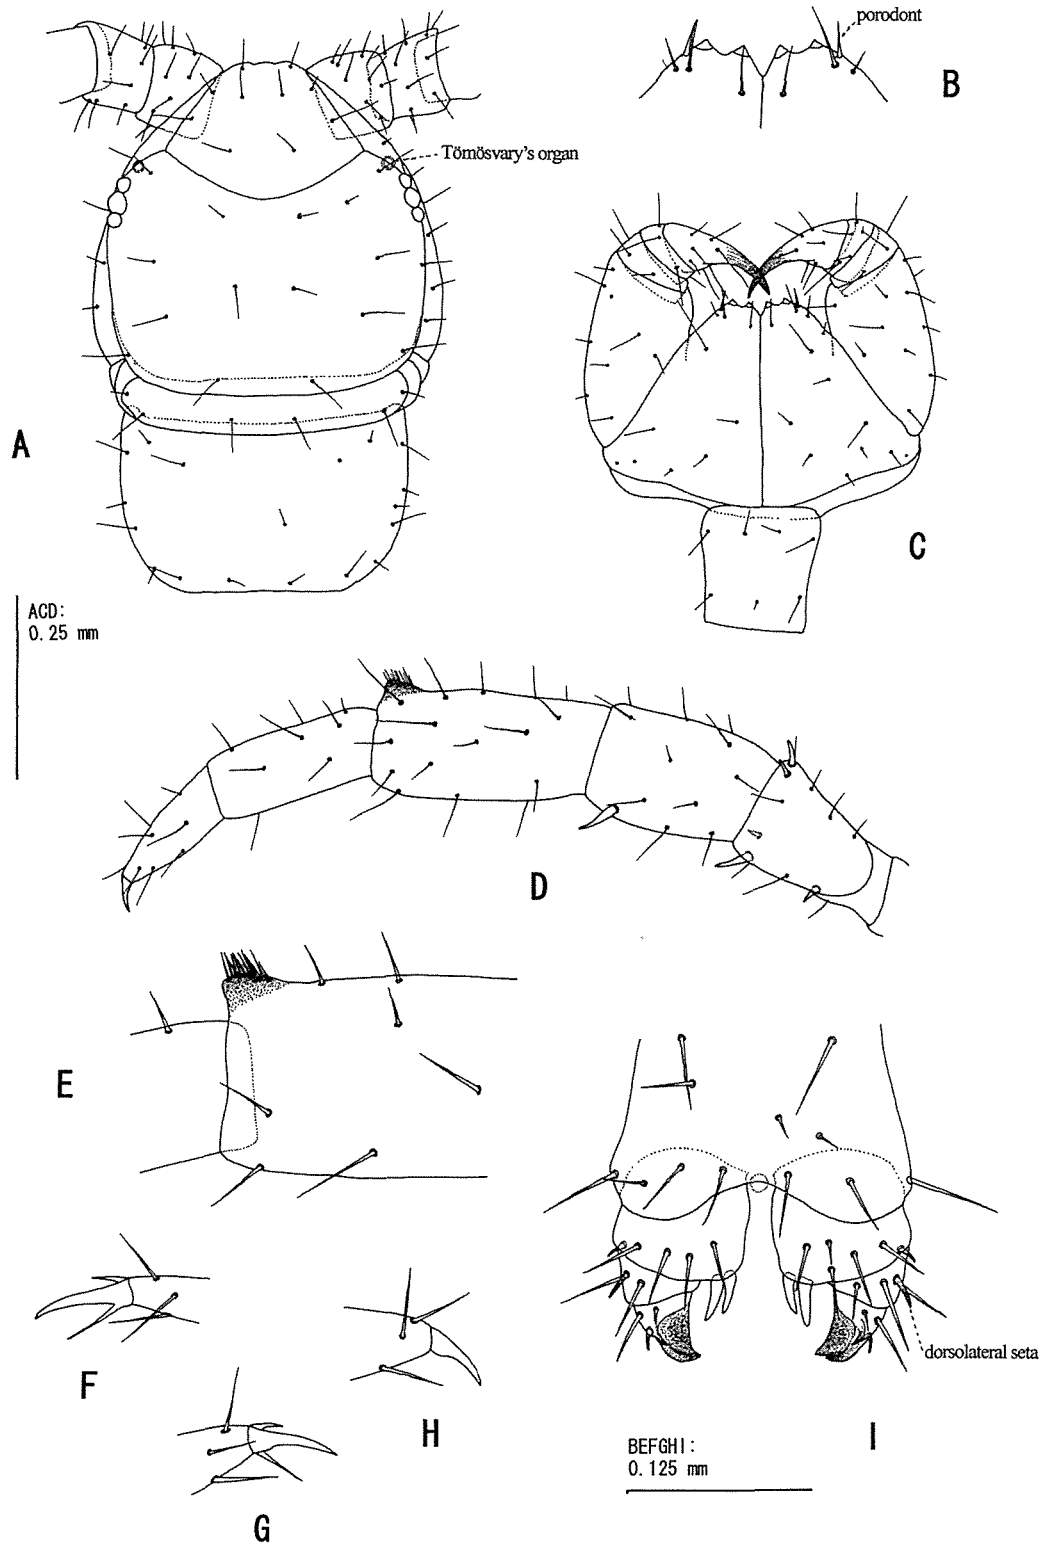 porodont
B
Tömösvary's organ
A
C
ACD:
0.25 mm
D
E
dorsolateral seta
F
H
I
BEFGHI:
0.125 mm
G